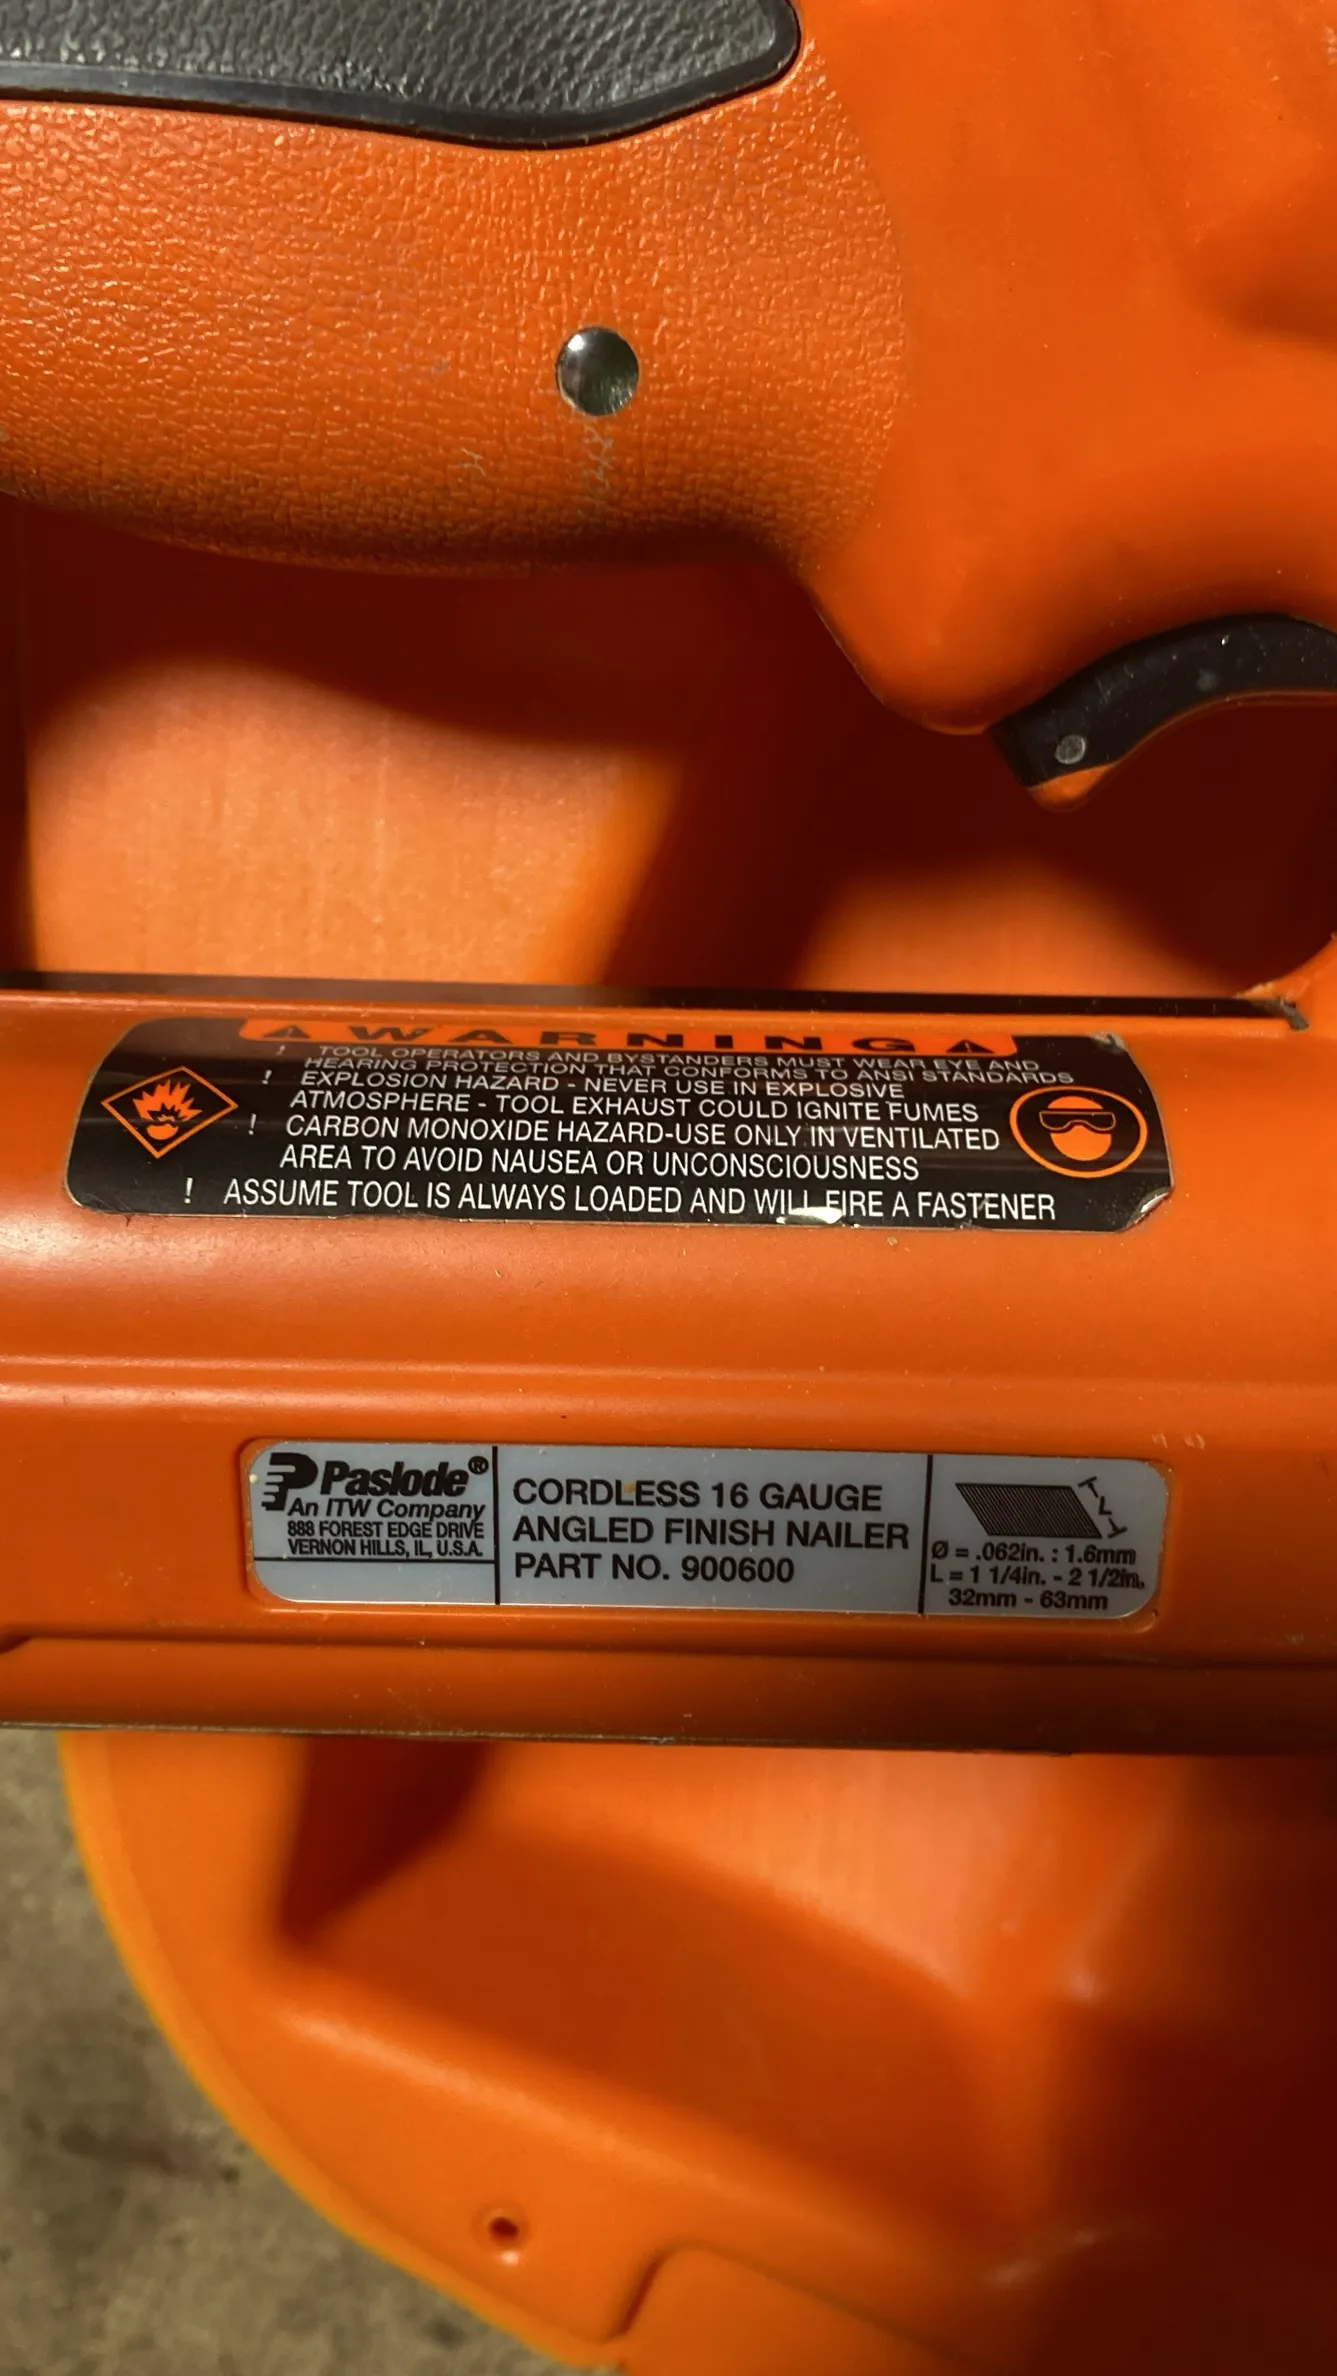 WARNING
! TOOL OPERATORS AND BYSTANDERS MUST WEAR EYE AND
HEARING PROTECTION THAT CONFORMS TO ANSI STANDARDS
! EXPLOSION HAZARD - NEVER USE IN EXPLOSIVE
ATMOSPHERE - TOOL EXHAUST COULD IGNITE FUMES
! CARBON MONOXIDE HAZARD-USE ONLY IN VENTILATED
AREA TO AVOID NAUSEA OR UNCONSCIOUSNESS
! ASSUME TOOL IS ALWAYS LOADED AND WILL FIRE A FASTENER
Paslode®
An ITW Company
888 FOREST EDGE DRIVE
VERNON HILLS, IL, U.S.A.
CORDLESS 16 GAUGE
ANGLED FINISH NAILER
PART NO. 900600
L
Ø = .062in. : 1.6mm
L = 1 1/4in. - 2 1/2in.
32mm - 63mm